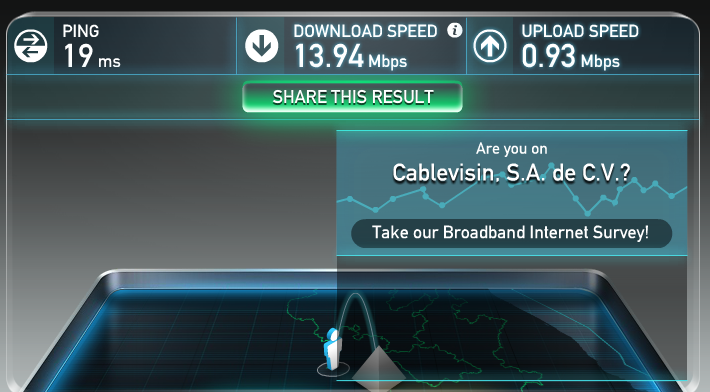 PING
19 ms
DOWNLOAD SPEED i
13.94 Mbps
UPLOAD SPEED
0.93 Mbps
SHARE THIS RESULT
Are you on
Cablevisin, S.A. de C.V.?
Take our Broadband Internet Survey!